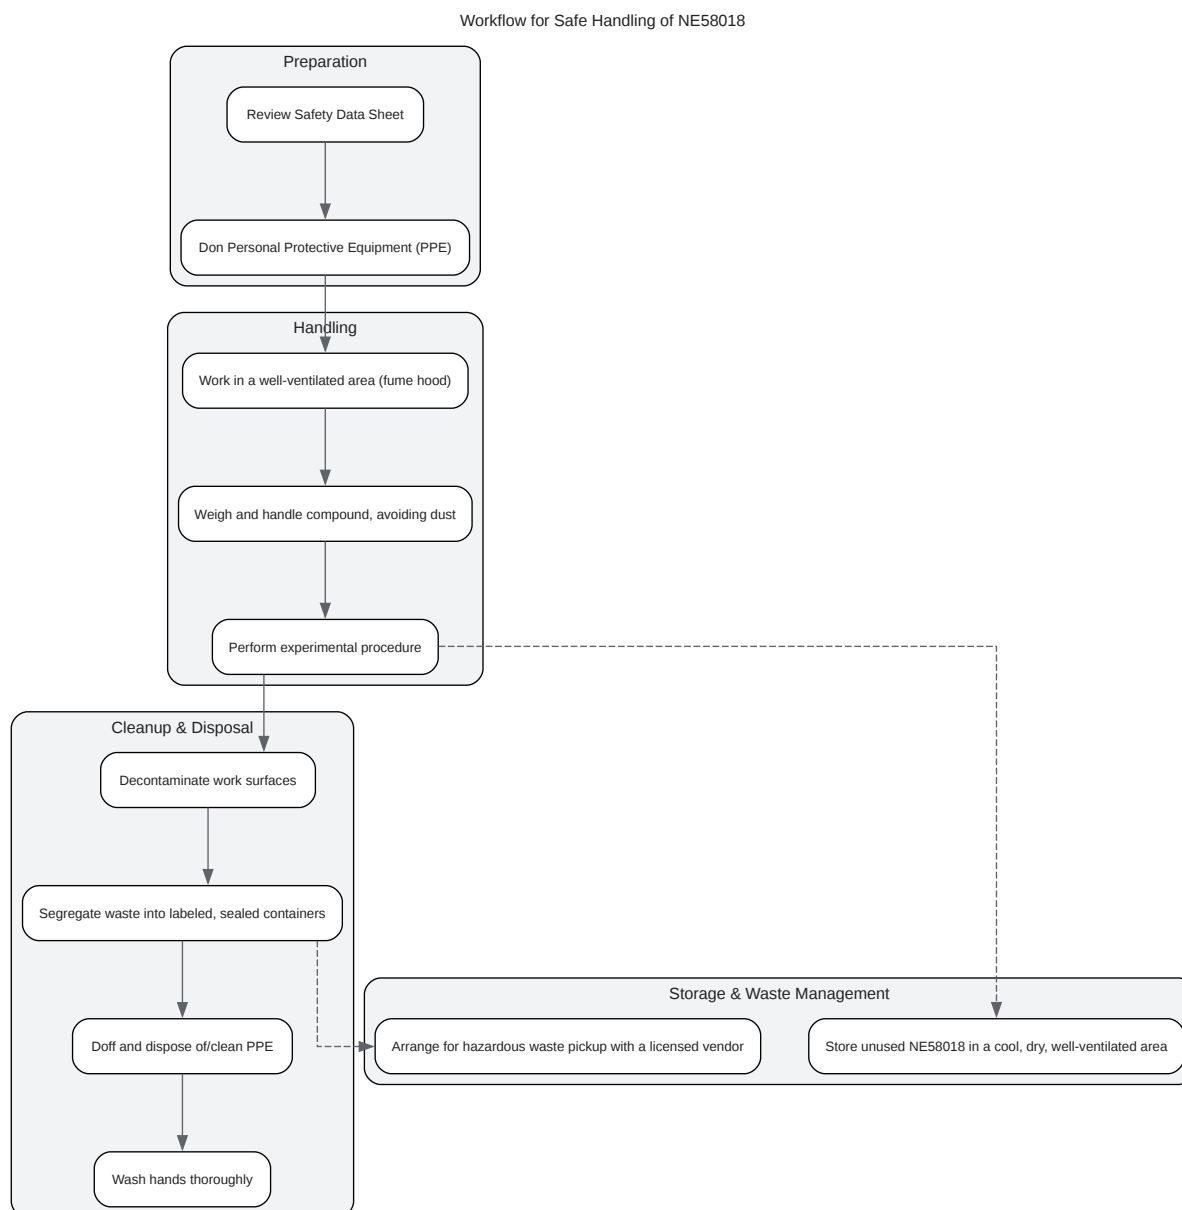 Workflow for Safe Handling of NE58018
Preparation
Review Safety Data Sheet
Don Personal Protective Equipment (PPE)
Handling
Work in a well-ventilated area (fume hood)
Weigh and handle compound, avoiding dust
Perform experimental procedure
Cleanup & Disposal
Decontaminate work surfaces
Segregate waste into labeled, sealed containers
Storage & Waste Management
Doff and dispose of/clean PPE
Arrange for hazardous waste pickup with a licensed vendor
Store unused NE58018 in a cool, dry, well-ventilated area
Wash hands thoroughly